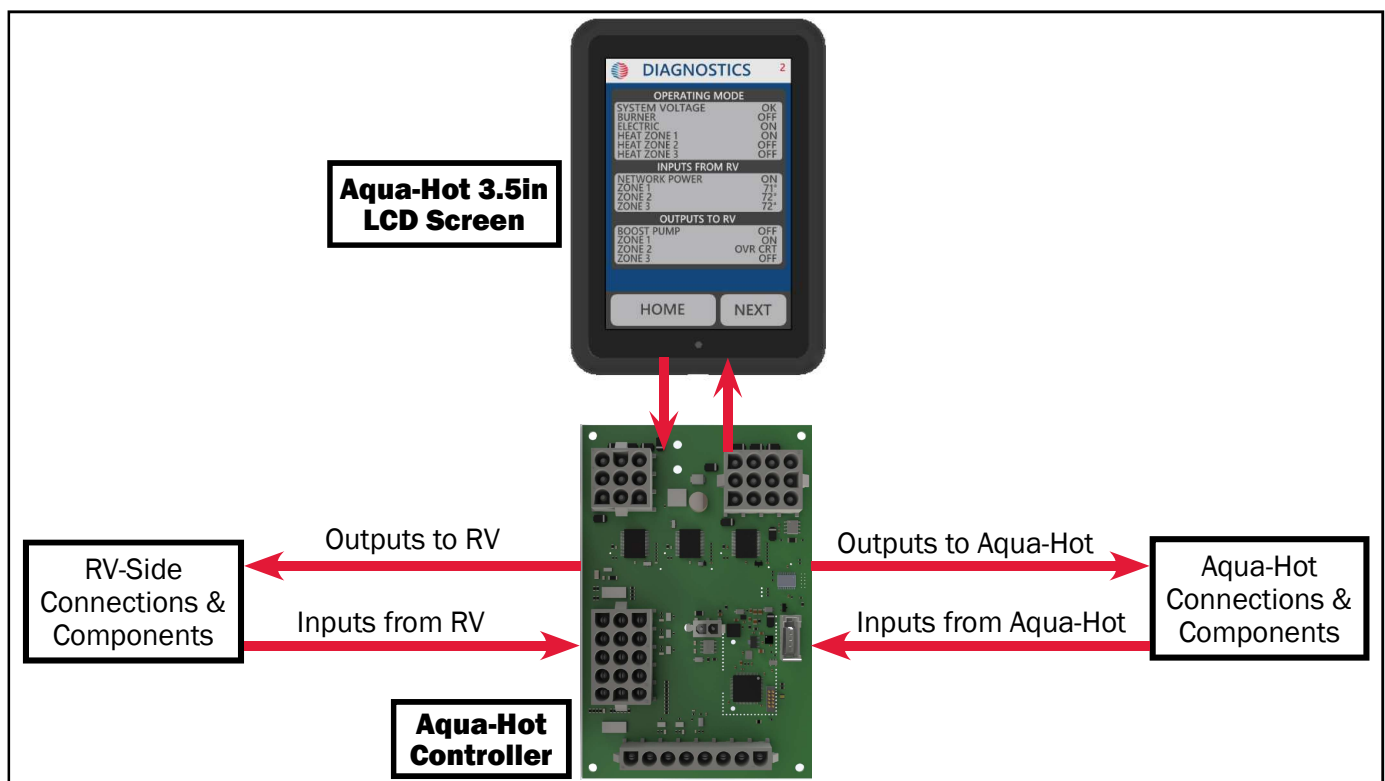 DIAGNOSTICS 2
OPERATING MODE
SYSTEM VOLTAGE OK
BURNER OFF
ELECTRIC ON
HEAT ZONE 1 ON
HEAT ZONE 2 OFF
HEAT ZONE 3 OFF
INPUTS FROM RV
NETWORK POWER ON
ZONE 1 71°
ZONE 2 72°
ZONE 3 72°
OUTPUTS TO RV
BOOST PUMP OFF
ZONE 1 ON
ZONE 2 OVR CRT
ZONE 3 OFF
HOME NEXT
Aqua-Hot 3.5in
LCD Screen
Outputs to RV
Inputs from RV
RV-Side
Connections &
Components
Outputs to Aqua-Hot
Inputs from Aqua-Hot
Aqua-Hot
Connections &
Components
Aqua-Hot
Controller